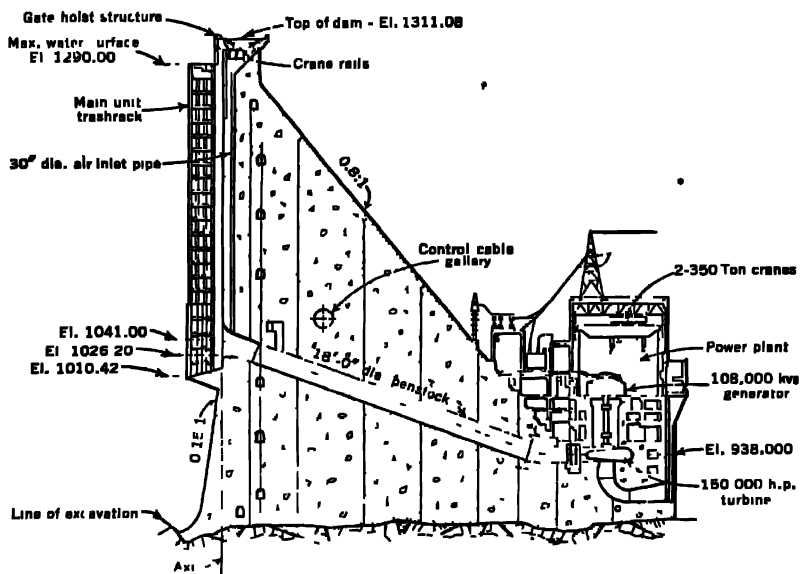 Gate hoist structure
Top of dam - El. 1311.08
Max. water urface
El 1290.00
Crane rails
Main unit
trashrack
30" dia. air inlet pipe
0.8:1
Control cable
gallery
2-350 Ton cranes
El. 1041.00
El 1026 20
El. 1010.42
18'-0" dia penstock
Power plant
108,000 kva
generator
El. 938.000
150 000 h.p.
turbine
Line of excavation
Axi